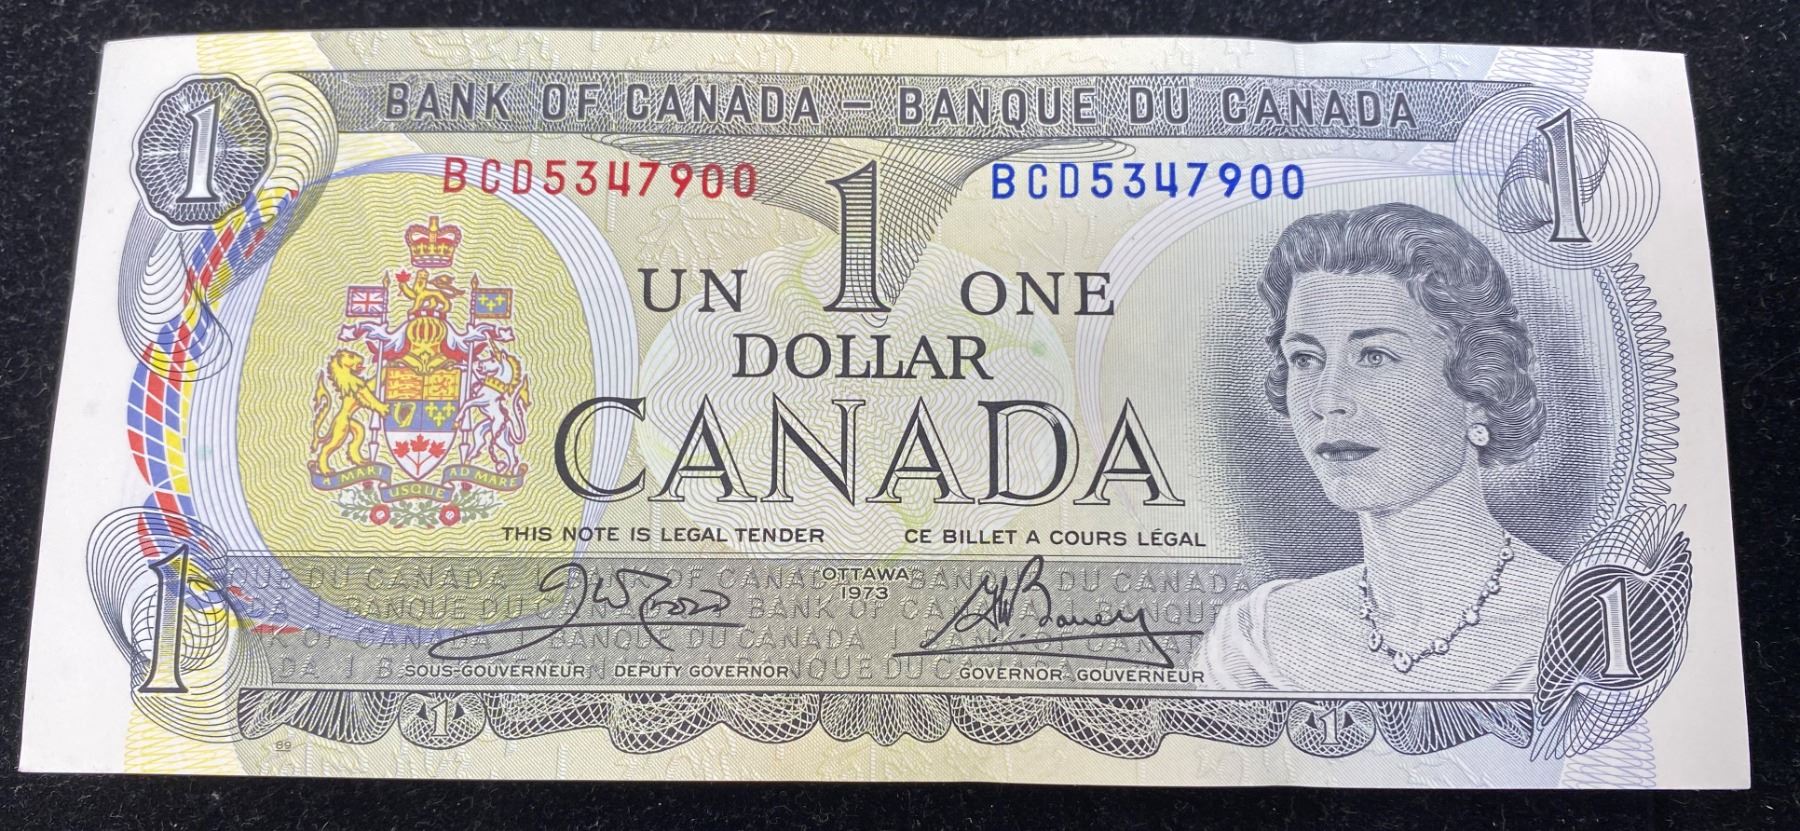 BANK OF CANADA — BANQUE DU CANADA
1 1
BCD5347900 BCD5347900
UN 1 ONE
DOLLAR
CANADA
A MARI USQUE AD MARE
THIS NOTE IS LEGAL TENDER CE BILLET A COURS LÉGAL
OTTAWA
1973
1 1
SOUS-GOUVERNEUR DEPUTY GOVERNOR GOVERNOR GOUVERNEUR
1 1